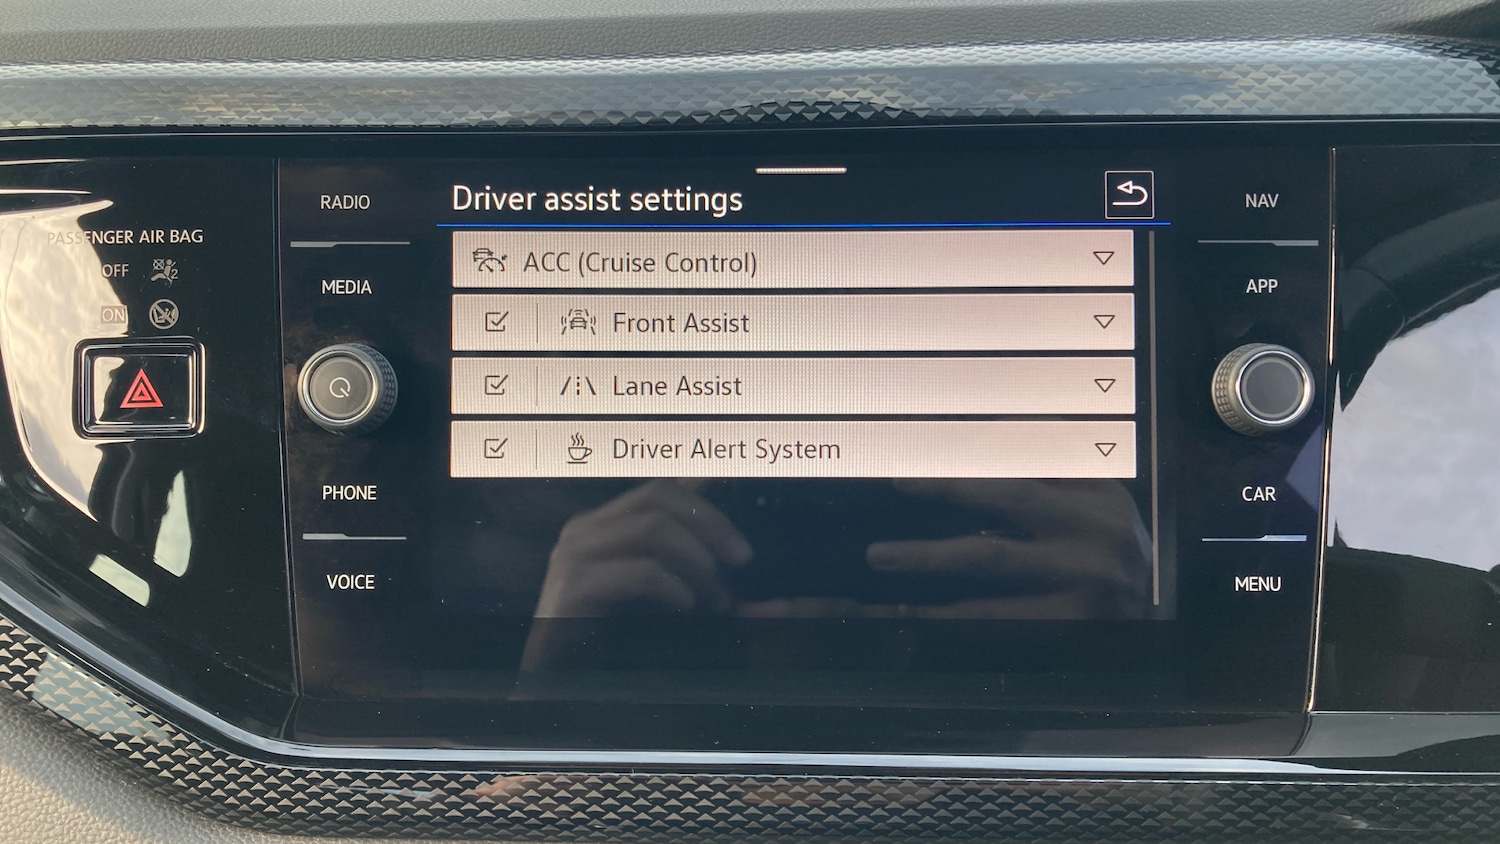 PASSENGER AIR BAG
OFF
ON
RADIO
MEDIA
PHONE
VOICE
Driver assist settings
ACC (Cruise Control)
Front Assist
Lane Assist
Driver Alert System
NAV
APP
CAR
MENU